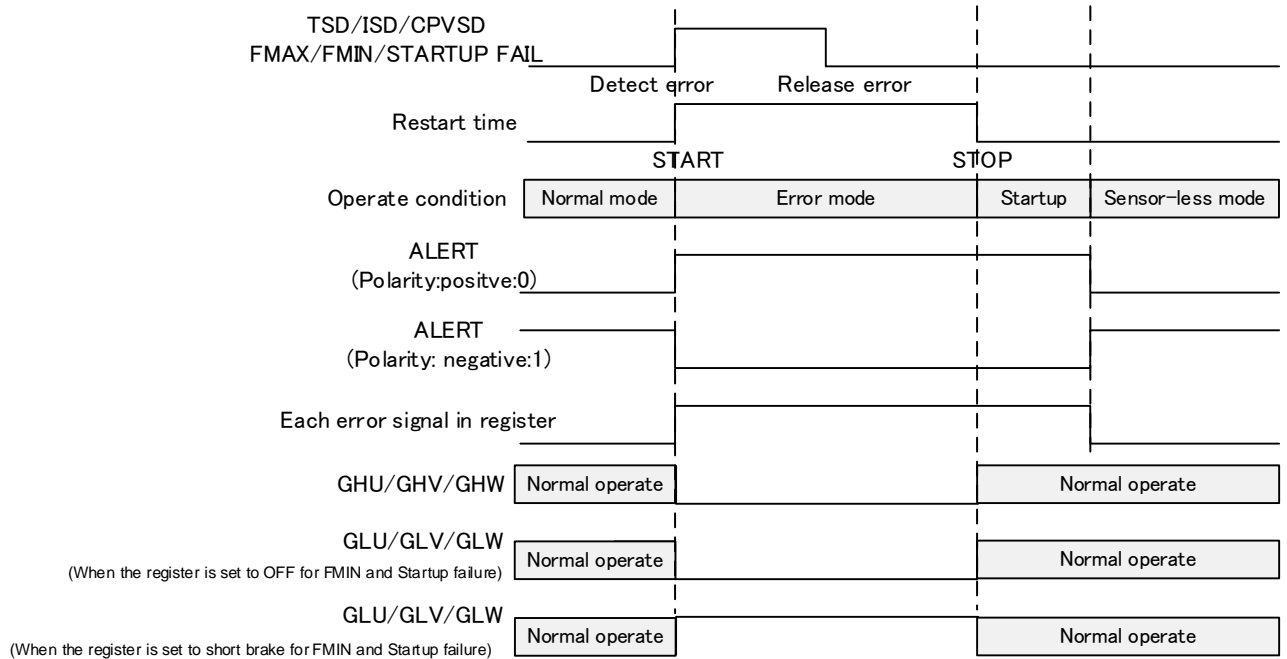 TSD/ISD/CPVSD
FMAX/FMIN/STARTUP FAIL
Detect error Release error
Restart time
START STOP
Operate condition Normal mode Error mode Startup Sensor-less mode
ALERT
(Polarity:positve:0)
ALERT
(Polarity: negative:1)
Each error signal in register
GHU/GHV/GHW Normal operate Normal operate
GLU/GLV/GLW Normal operate Normal operate
(When the register is set to OFF for FMIN and Startup failure)
GLU/GLV/GLW Normal operate Normal operate
(When the register is set to short brake for FMIN and Startup failure)